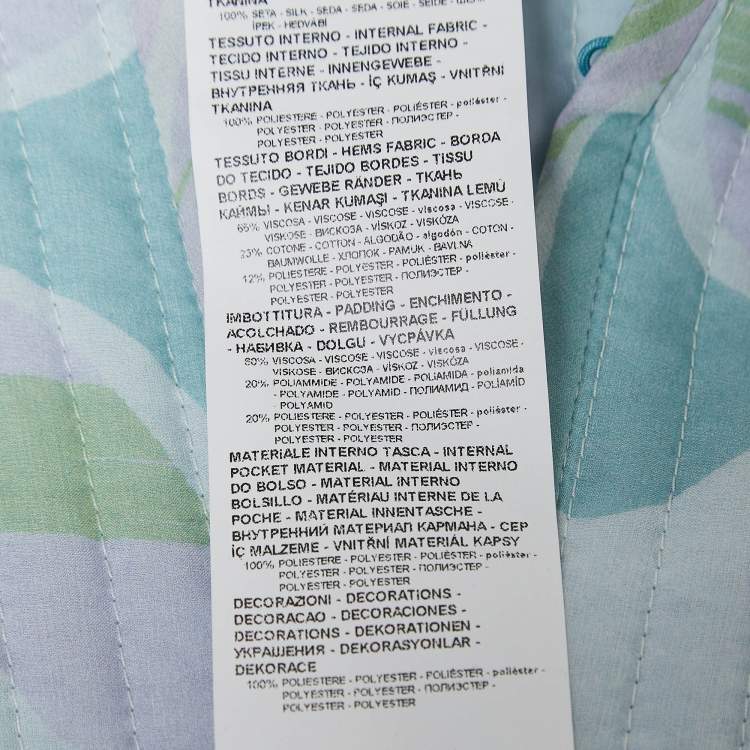 TKANINA
100% SETA - SILK - SEDA - SEDA - SOIE - SEIDE -
İPEK - HEDVÁBÍ
TESSUTO INTERNO - INTERNAL FABRIC -
TECIDO INTERNO - TEJIDO INTERNO -
TISSU INTERNE - INNENGEWEBE -
ВНУТРЕННЯЯ ТКАНЬ - İÇ KUMAŞ - VNITŘNÍ
TKANINA
100% POLIESTERE - POLYESTER - POLIÉSTER - poliéster -
POLYESTER - POLYESTER - ПОЛИЭСТЕР -
POLYESTER - POLYESTER
TESSUTO BORDI - HEMS FABRIC - BORDA
DO TECIDO - TEJIDO BORDES - TISSU
BORDS - GEWEBE RÄNDER - ТКАНЬ
КАЙМЫ - KENAR KUMAŞI - TKANINA LEMŮ
65% VISCOSA - VISCOSE - VISCOSE - viscosa - VISCOSE -
VISKOSE - ВИСКОЗА - VİSKOZ - VISKÓZA
23% COTONE - COTTON - ALGODÃO - algodón - COTON -
BAUMWOLLE - ХЛОПОК - PAMUK - BAVLNA
12% POLIESTERE - POLYESTER - POLIÉSTER - poliéster -
POLYESTER - POLYESTER - ПОЛИЭСТЕР -
POLYESTER - POLYESTER
IMBOTTITURA - PADDING - ENCHIMENTO -
ACOLCHADO - REMBOURRAGE - FÜLLUNG
- НАБИВКА - DOLGU - VYCPÁVKA
60% VISCOSA - VISCOSE - VISCOSE - viscosa - VISCOSE -
VISKOSE - ВИСКОЗА - VİSKOZ - VISKÓZA
20% POLIAMMIDE - POLYAMIDE - POLIAMIDA - poliamida
- POLYAMIDE - POLYAMID - ПОЛИАМИД - POLİAMİD
- POLYAMID
20% POLIESTERE - POLYESTER - POLIÉSTER - poliéster -
POLYESTER - POLYESTER - ПОЛИЭСТЕР -
POLYESTER - POLYESTER
MATERIALE INTERNO TASCA - INTERNAL
POCKET MATERIAL - MATERIAL INTERNO
DO BOLSO - MATERIAL INTERNO
BOLSILLO - MATÉRIAU INTERNE DE LA
POCHE - MATERIAL INNENTASCHE -
ВНУТРЕННИЙ МАТЕРИАЛ КАРМАНА - CEP
İÇ MALZEME - VNITŘNÍ MATERIÁL KAPSY
100% POLIESTERE - POLYESTER - POLIÉSTER - poliéster -
POLYESTER - POLYESTER - ПОЛИЭСТЕР -
POLYESTER - POLYESTER
DECORAZIONI - DECORATIONS -
DECORACAO - DECORACIONES -
DECORATIONS - DEKORATIONEN -
УКРАШЕНИЯ - DEKORASYONLAR -
DEKORACE
100% POLIESTERE - POLYESTER - POLIÉSTER - poliéster -
POLYESTER - POLYESTER - ПОЛИЭСТЕР -
POLYESTER - POLYESTER